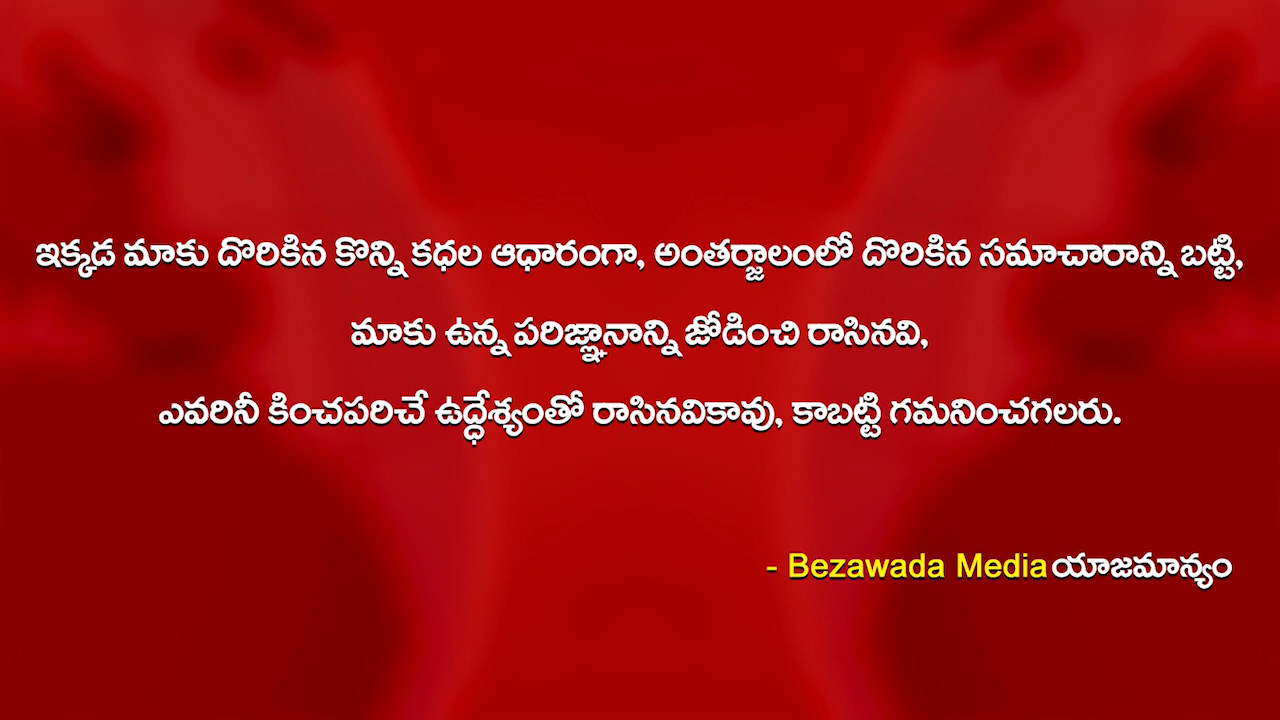 ఇక్కడ మాకు దొరికిన కొన్ని కధల ఆధారంగా, అంతర్జాలంలో దొరికిన సమాచారాన్ని బట్టి,
మాకు ఉన్న పరిజ్ఞానాన్ని జోడించి రాసినవి,
ఎవరినీ కించపరిచే ఉద్ధేశ్యంతో రాసినవికావు, కాబట్టి గమనించగలరు.
- Bezawada Media యాజమాన్యం